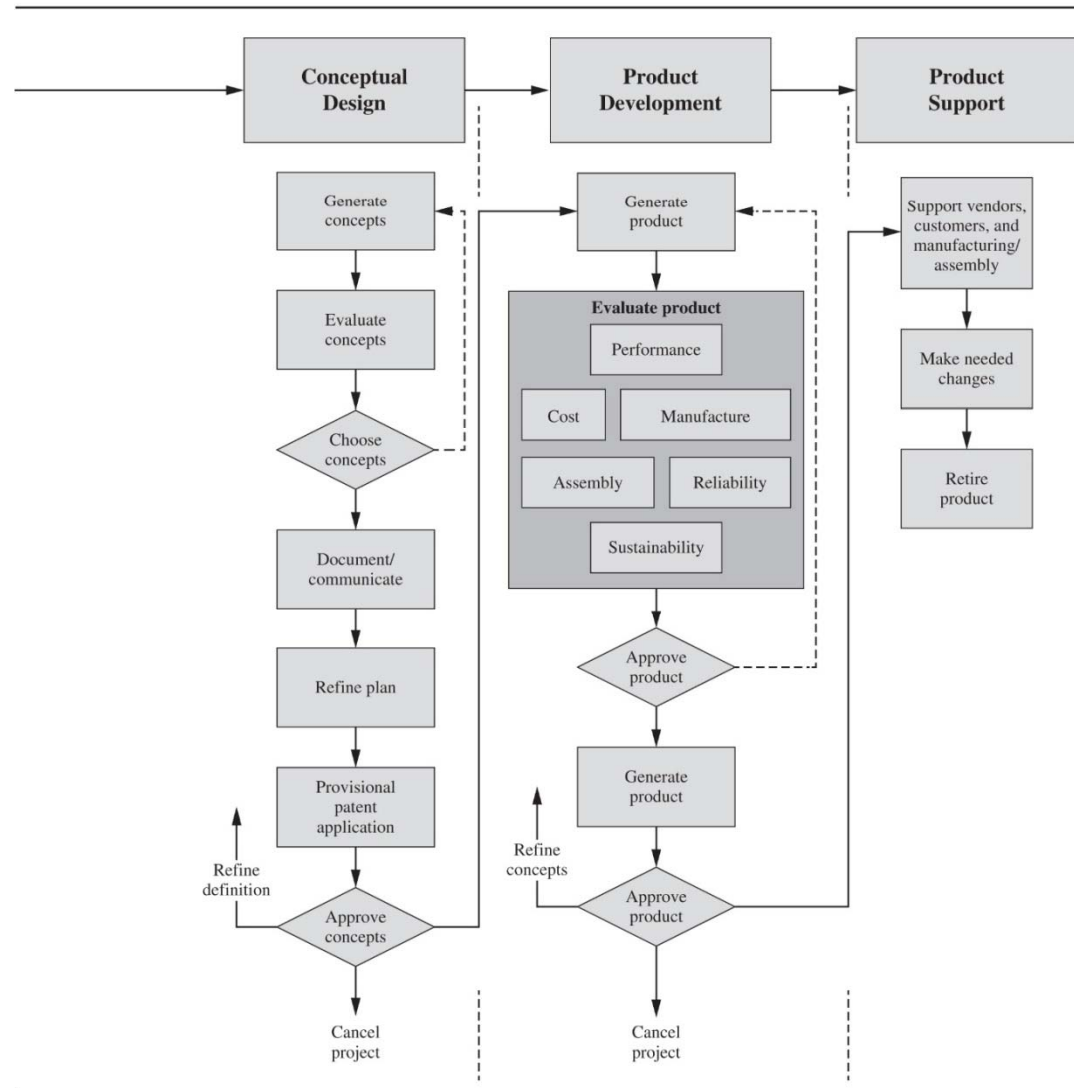 Conceptual
Design
Product
Development
Product
Support
Generate
concepts
Evaluate
concepts
Choose
concepts
Document/
communicate
Refine plan
Provisional
patent
application
Refine
definition
Approve
concepts
Cancel
project
Generate
product
Evaluate product
Performance
Cost
Manufacture
Assembly
Reliability
Sustainability
Approve
product
Generate
product
Refine
concepts
Approve
product
Cancel
project
Support vendors,
customers, and
manufacturing/
assembly
Make needed
changes
Retire
product